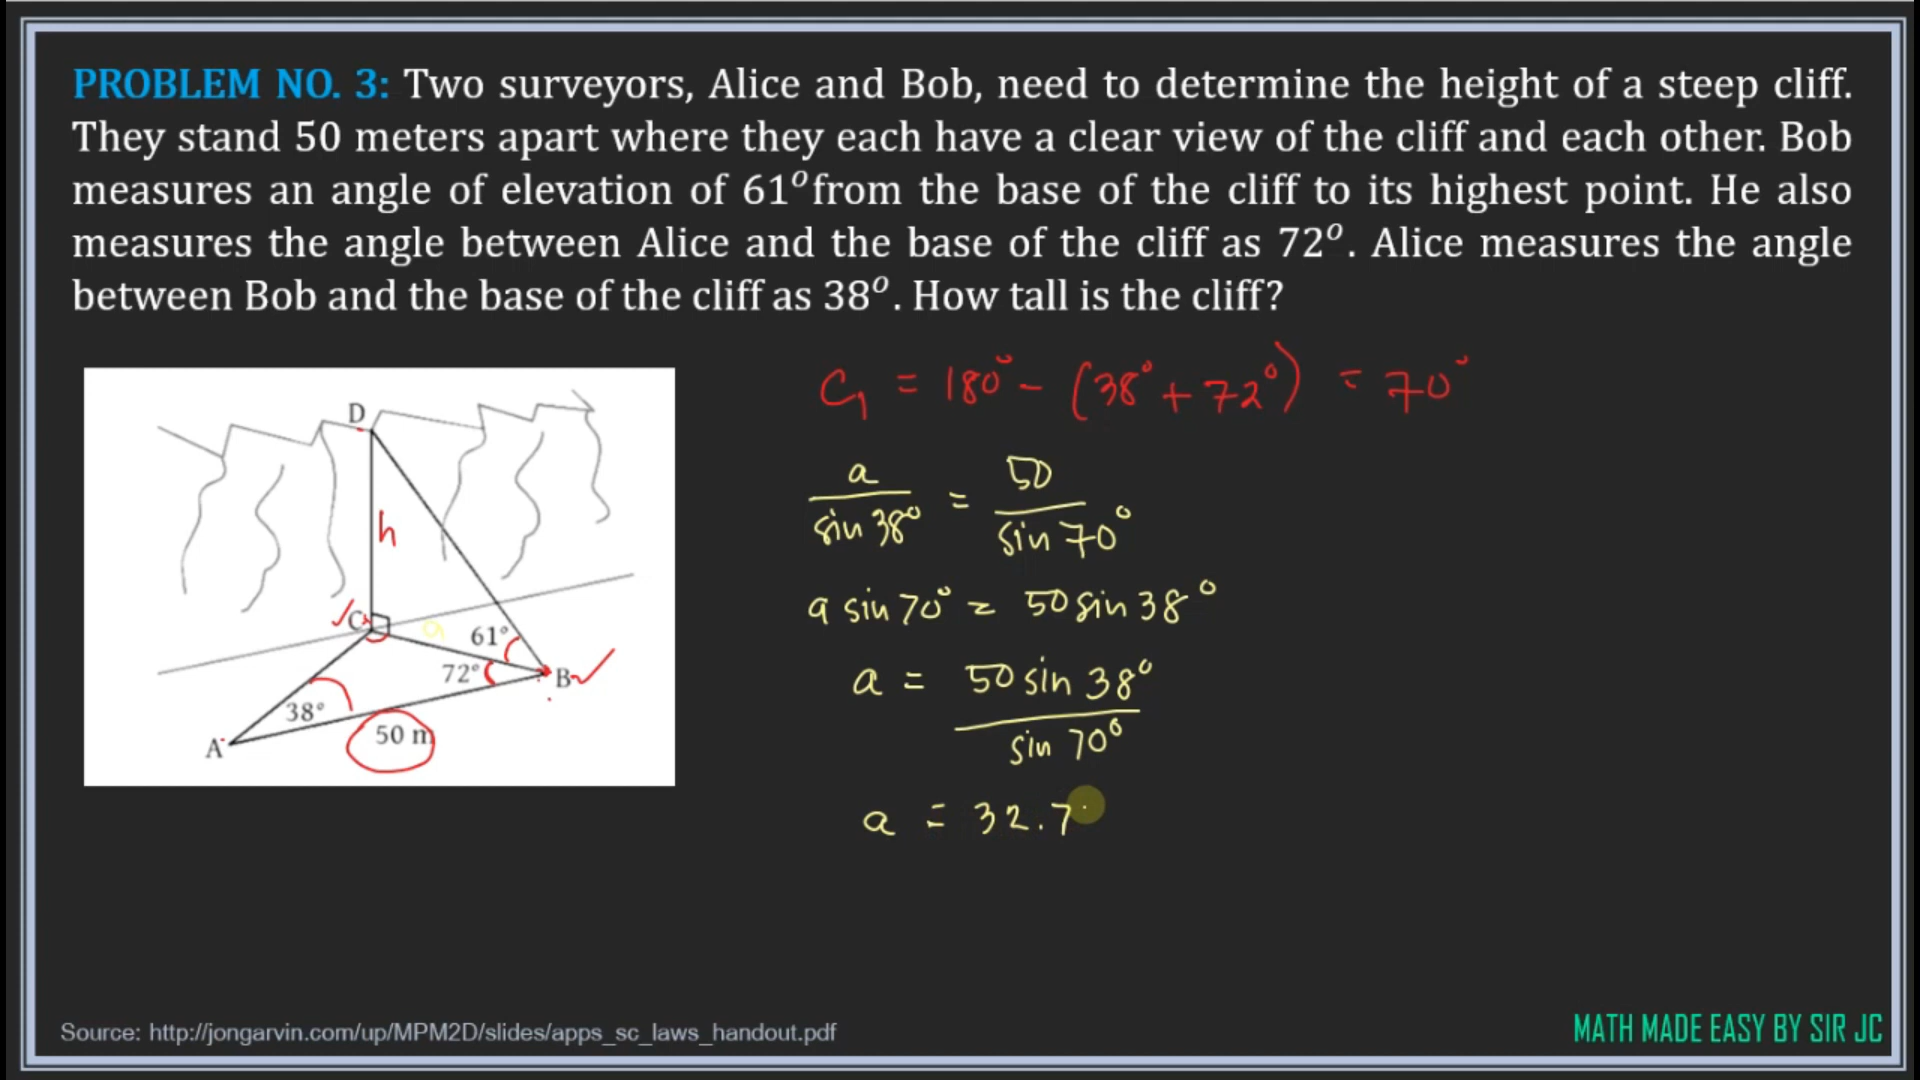 PROBLEM NO. 3: Two surveyors, Alice and Bob, need to determine the height of a steep cliff.
They stand 50 meters apart where they each have a clear view of the cliff and each other. Bob
measures an angle of elevation of 61° from the base of the cliff to its highest point. He also
measures the angle between Alice and the base of the cliff as 72°. Alice measures the angle
between Bob and the base of the cliff as 38°. How tall is the cliff?
C₁ = 180° - (38° + 72°) = 70°
D
h
C
a
61°
72°
B
38°
A
50 m
a / sin 38° = 50 / sin 70°
a sin 70° = 50 sin 38°
a = 50 sin 38° / sin 70°
a = 32.7
Source: http://jongarvin.com/up/MPM2D/slides/apps_sc_laws_handout.pdf
MATH MADE EASY BY SIR JC